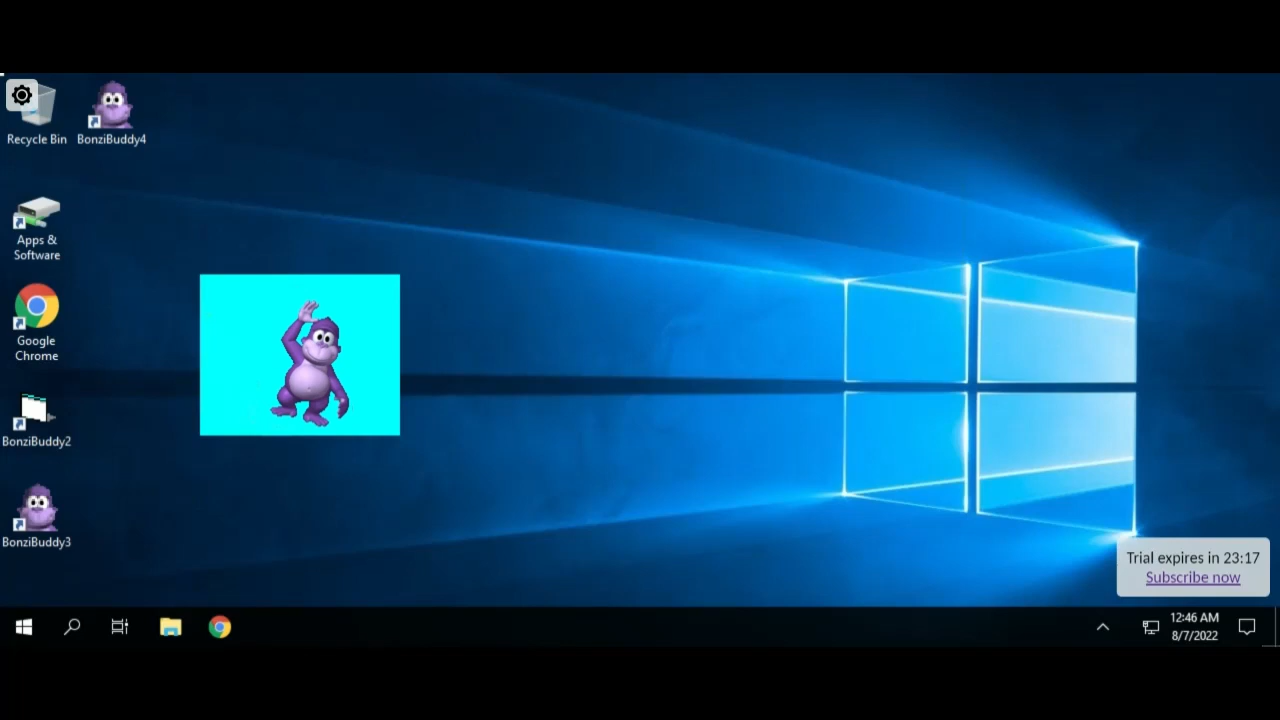 Recycle Bin
BonziBuddy4
Apps &
Software
Google
Chrome
BonziBuddy2
BonziBuddy3
Trial expires in 23:17
Subscribe now
12:46 AM
8/7/2022